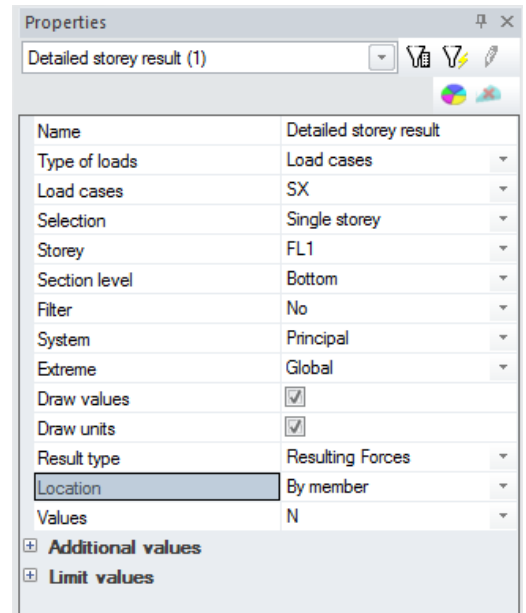 Properties
Detailed storey result (1)
Name Detailed storey result
Type of loads Load cases
Load cases SX
Selection Single storey
Storey FL1
Section level Bottom
Filter No
System Principal
Extreme Global
Draw values
Draw units
Result type Resulting Forces
Location By member
Values N
Additional values
Limit values